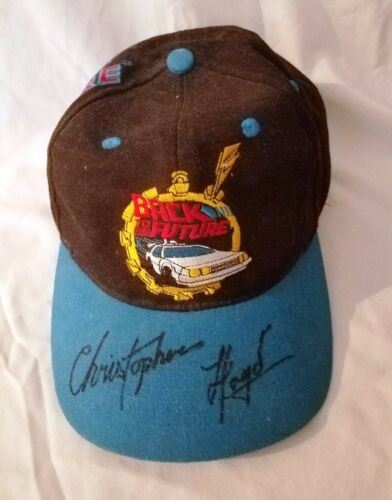 BACK
TO THE
FUTURE
Christopher Lloyd